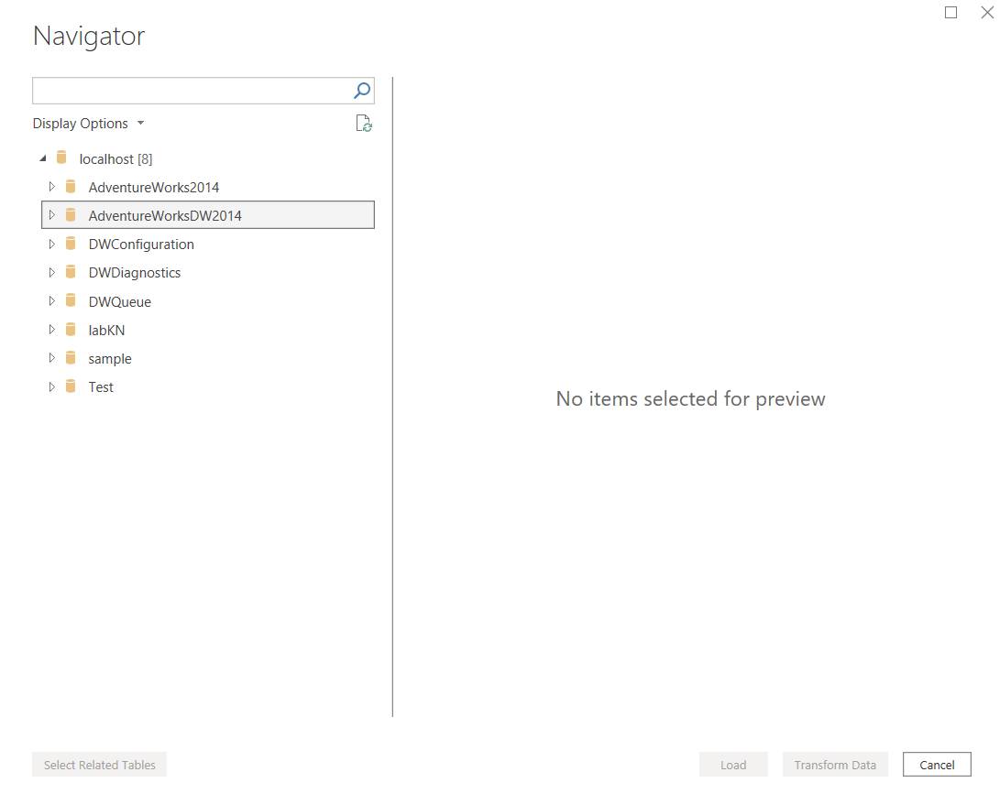 Navigator
Display Options
localhost [8]
AdventureWorks2014
AdventureWorksDW2014
DWConfiguration
DWDiagnostics
DWQueue
labKN
sample
Test
No items selected for preview
Select Related Tables
Load
Transform Data
Cancel